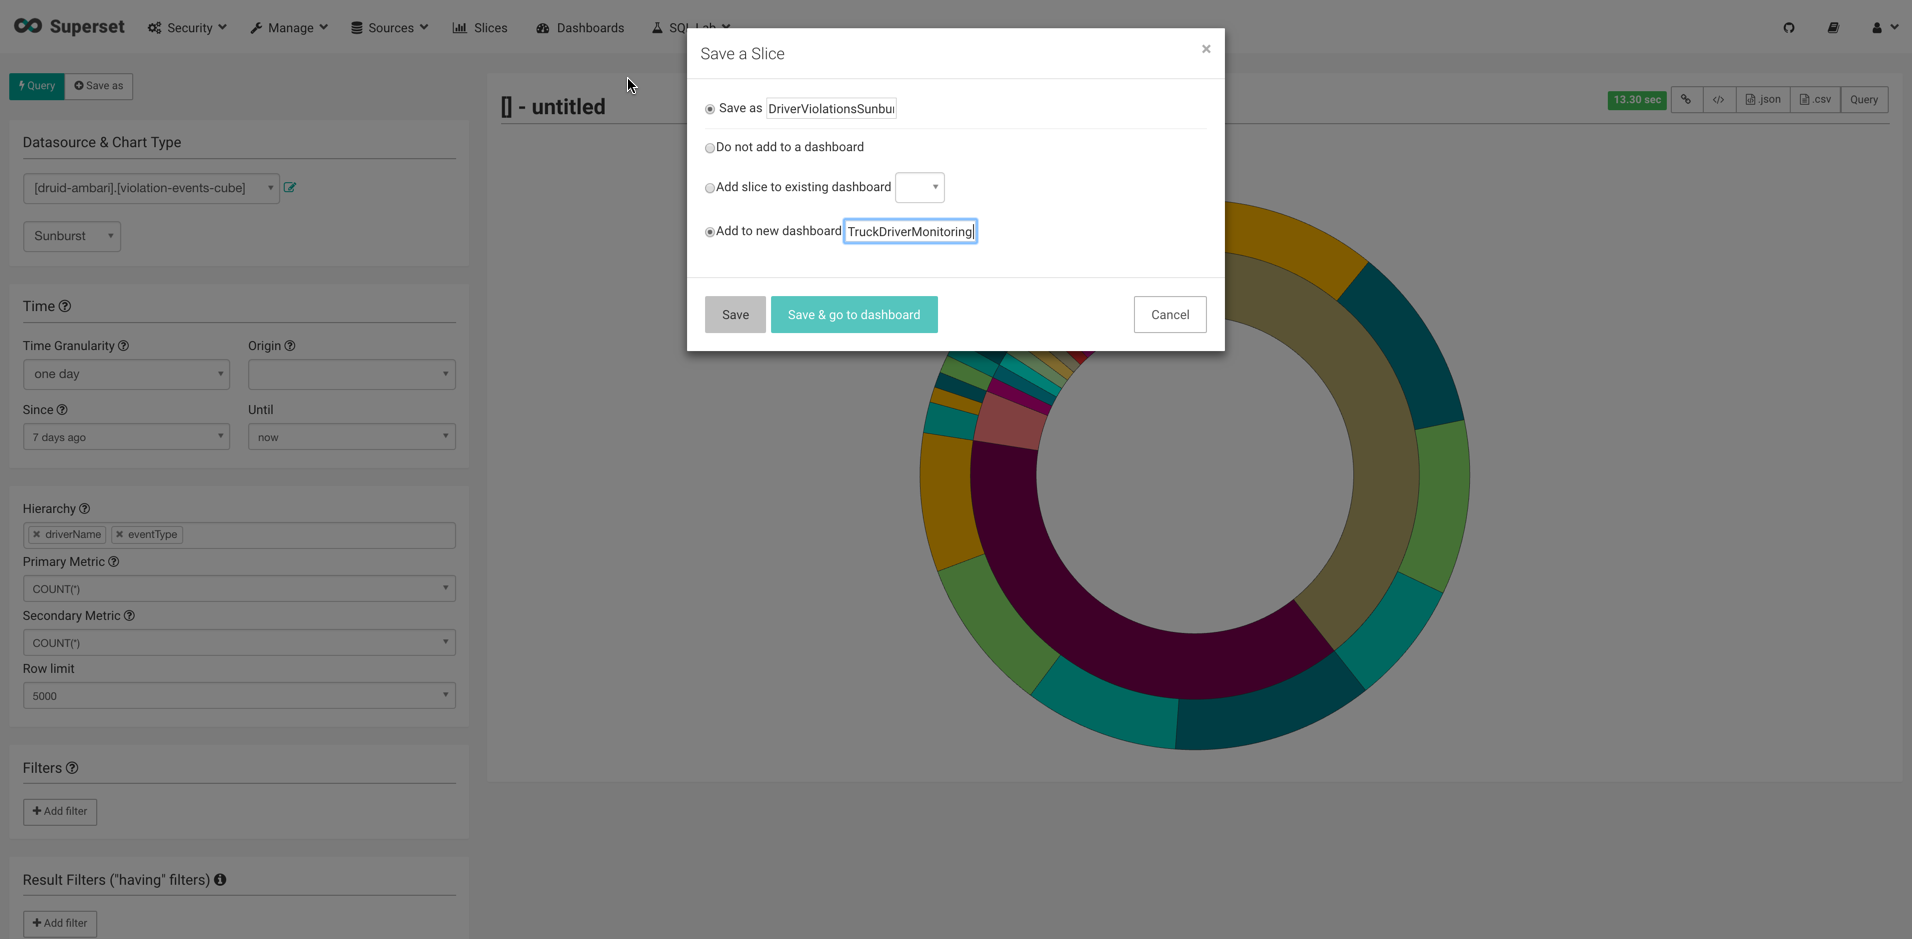 Superset Security Manage Sources Slices Dashboards SQL Lab
Query Save as
Datasource & Chart Type
[druid-ambari].[violation-events-cube]
Sunburst
Time
Time Granularity Origin
one day
Since Until
7 days ago now
Hierarchy
× driverName × eventType
Primary Metric
COUNT(*)
Secondary Metric
COUNT(*)
Row limit
5000
Filters
+ Add filter
Result Filters ("having" filters)
+ Add filter
[] - untitled
13.30 sec .json .csv Query
Save a Slice ×
Save as DriverViolationsSunbur
Do not add to a dashboard
Add slice to existing dashboard
Add to new dashboard TruckDriverMonitoring
Save Save & go to dashboard Cancel